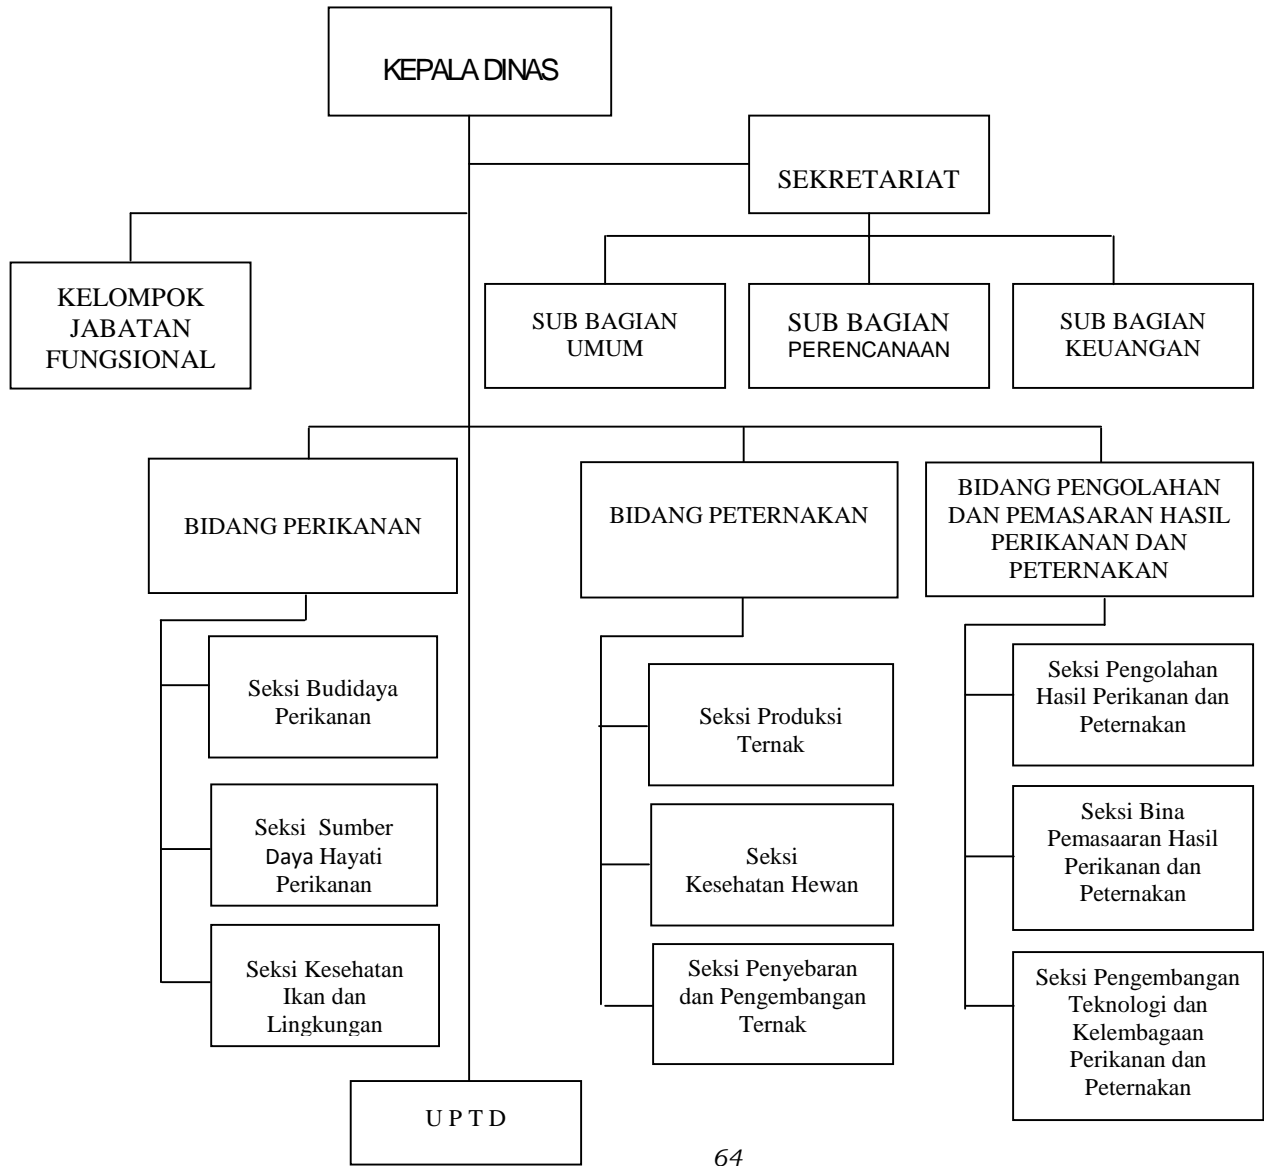 KEPALA DINAS
SEKRETARIAT
KELOMPOK
JABATAN
FUNGSIONAL
SUB BAGIAN
UMUM
SUB BAGIAN
PERENCANAAN
SUB BAGIAN
KEUANGAN
BIDANG PERIKANAN
BIDANG PETERNAKAN
BIDANG PENGOLAHAN
DAN PEMASARAN HASIL
PERIKANAN DAN
PETERNAKAN
Seksi Budidaya
Perikanan
Seksi Sumber
Daya Hayati
Perikanan
Seksi Kesehatan
Ikan dan
Lingkungan
Seksi Produksi
Ternak
Seksi
Kesehatan Hewan
Seksi Penyebaran
dan Pengembangan
Ternak
Seksi Pengolahan
Hasil Perikanan dan
Peternakan
Seksi Bina
Pemasaaran Hasil
Perikanan dan
Peternakan
Seksi Pengembangan
Teknologi dan
Kelembagaan
Perikanan dan
Peternakan
U P T D
64